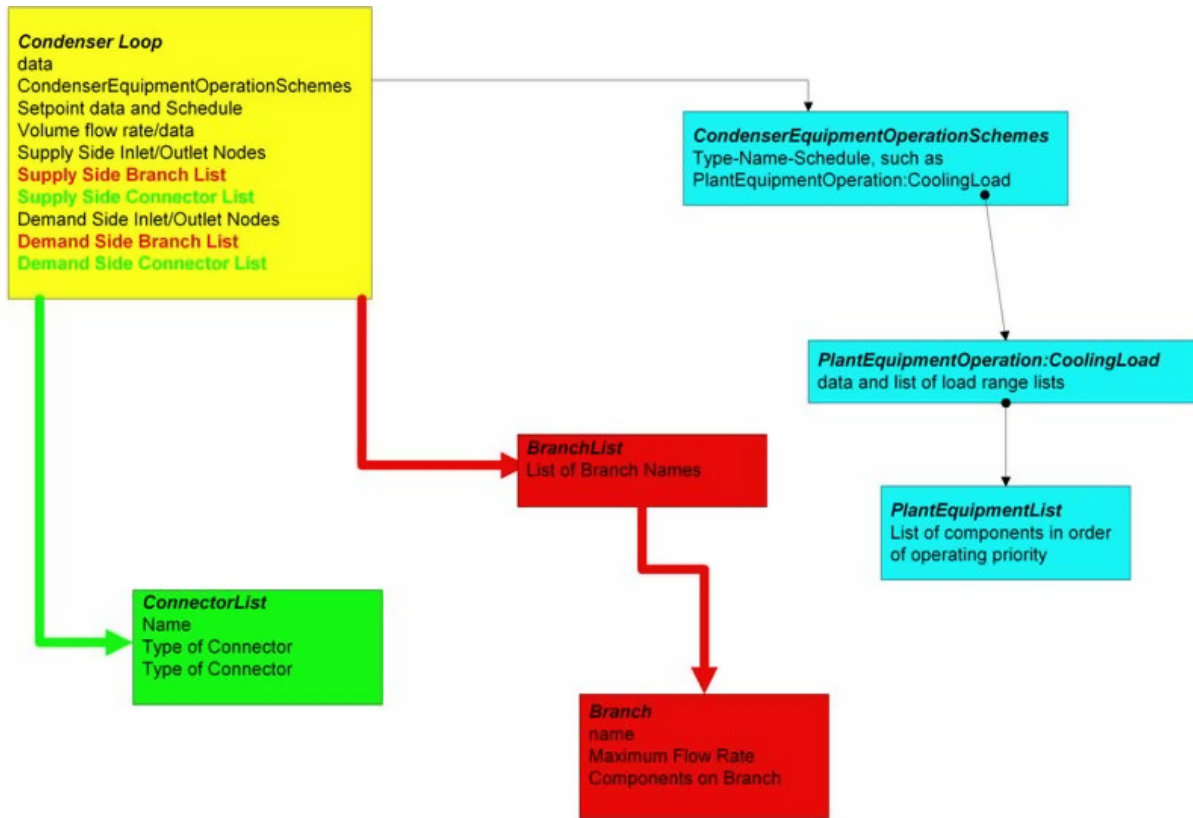 Condenser Loop
data
CondenserEquipmentOperationSchemes
Setpoint data and Schedule
Volume flow rate/data
Supply Side Inlet/Outlet Nodes
Supply Side Branch List
Supply Side Connector List
Demand Side Inlet/Outlet Nodes
Demand Side Branch List
Demand Side Connector List
CondenserEquipmentOperationSchemes
Type-Name-Schedule, such as
PlantEquipmentOperation:CoolingLoad
PlantEquipmentOperation:CoolingLoad
data and list of load range lists
BranchList
List of Branch Names
PlantEquipmentList
List of components in order
of operating priority
ConnectorList
Name
Type of Connector
Type of Connector
Branch
name
Maximum Flow Rate
Components on Branch